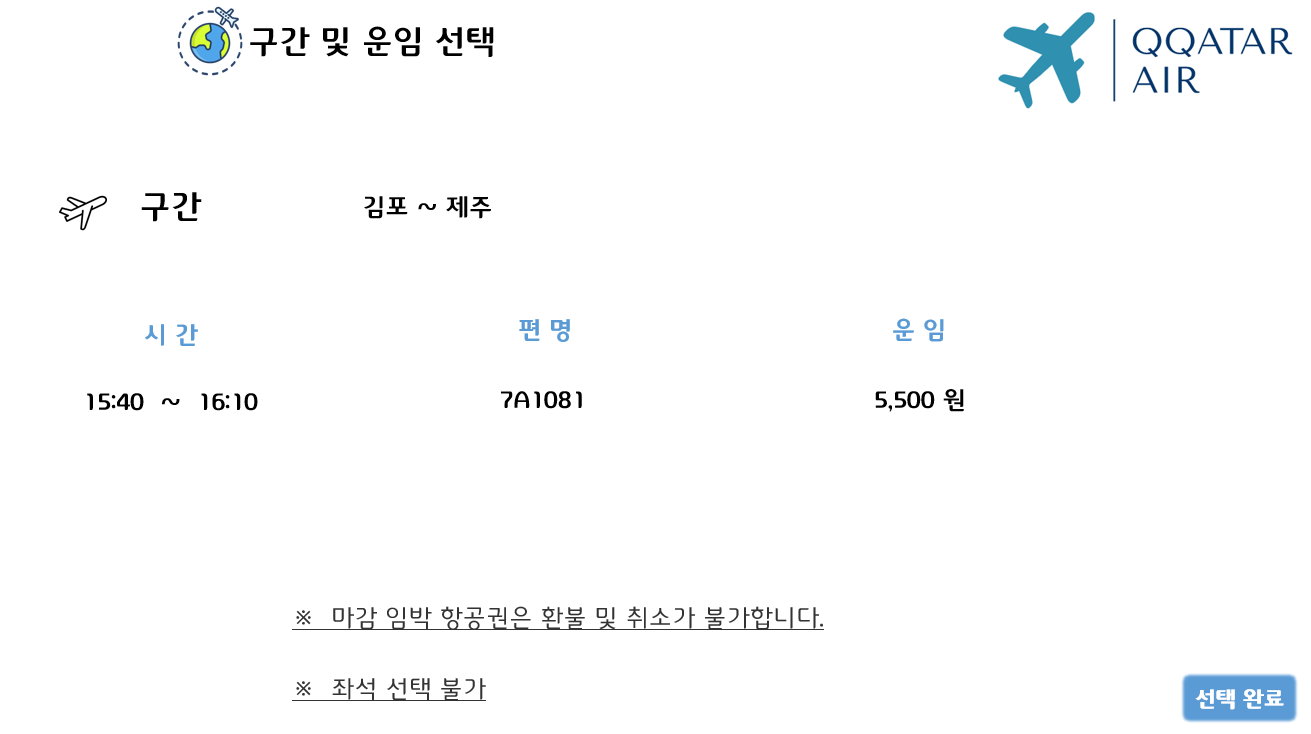 구간 및 운임 선택
QQATAR
AIR
구간 김포 ~ 제주
시 간 편 명 운 임
15:40 ~ 16:10 7A1081 5,500 원
※ 마감 임박 항공권은 환불 및 취소가 불가합니다.
※ 좌석 선택 불가
선택 완료